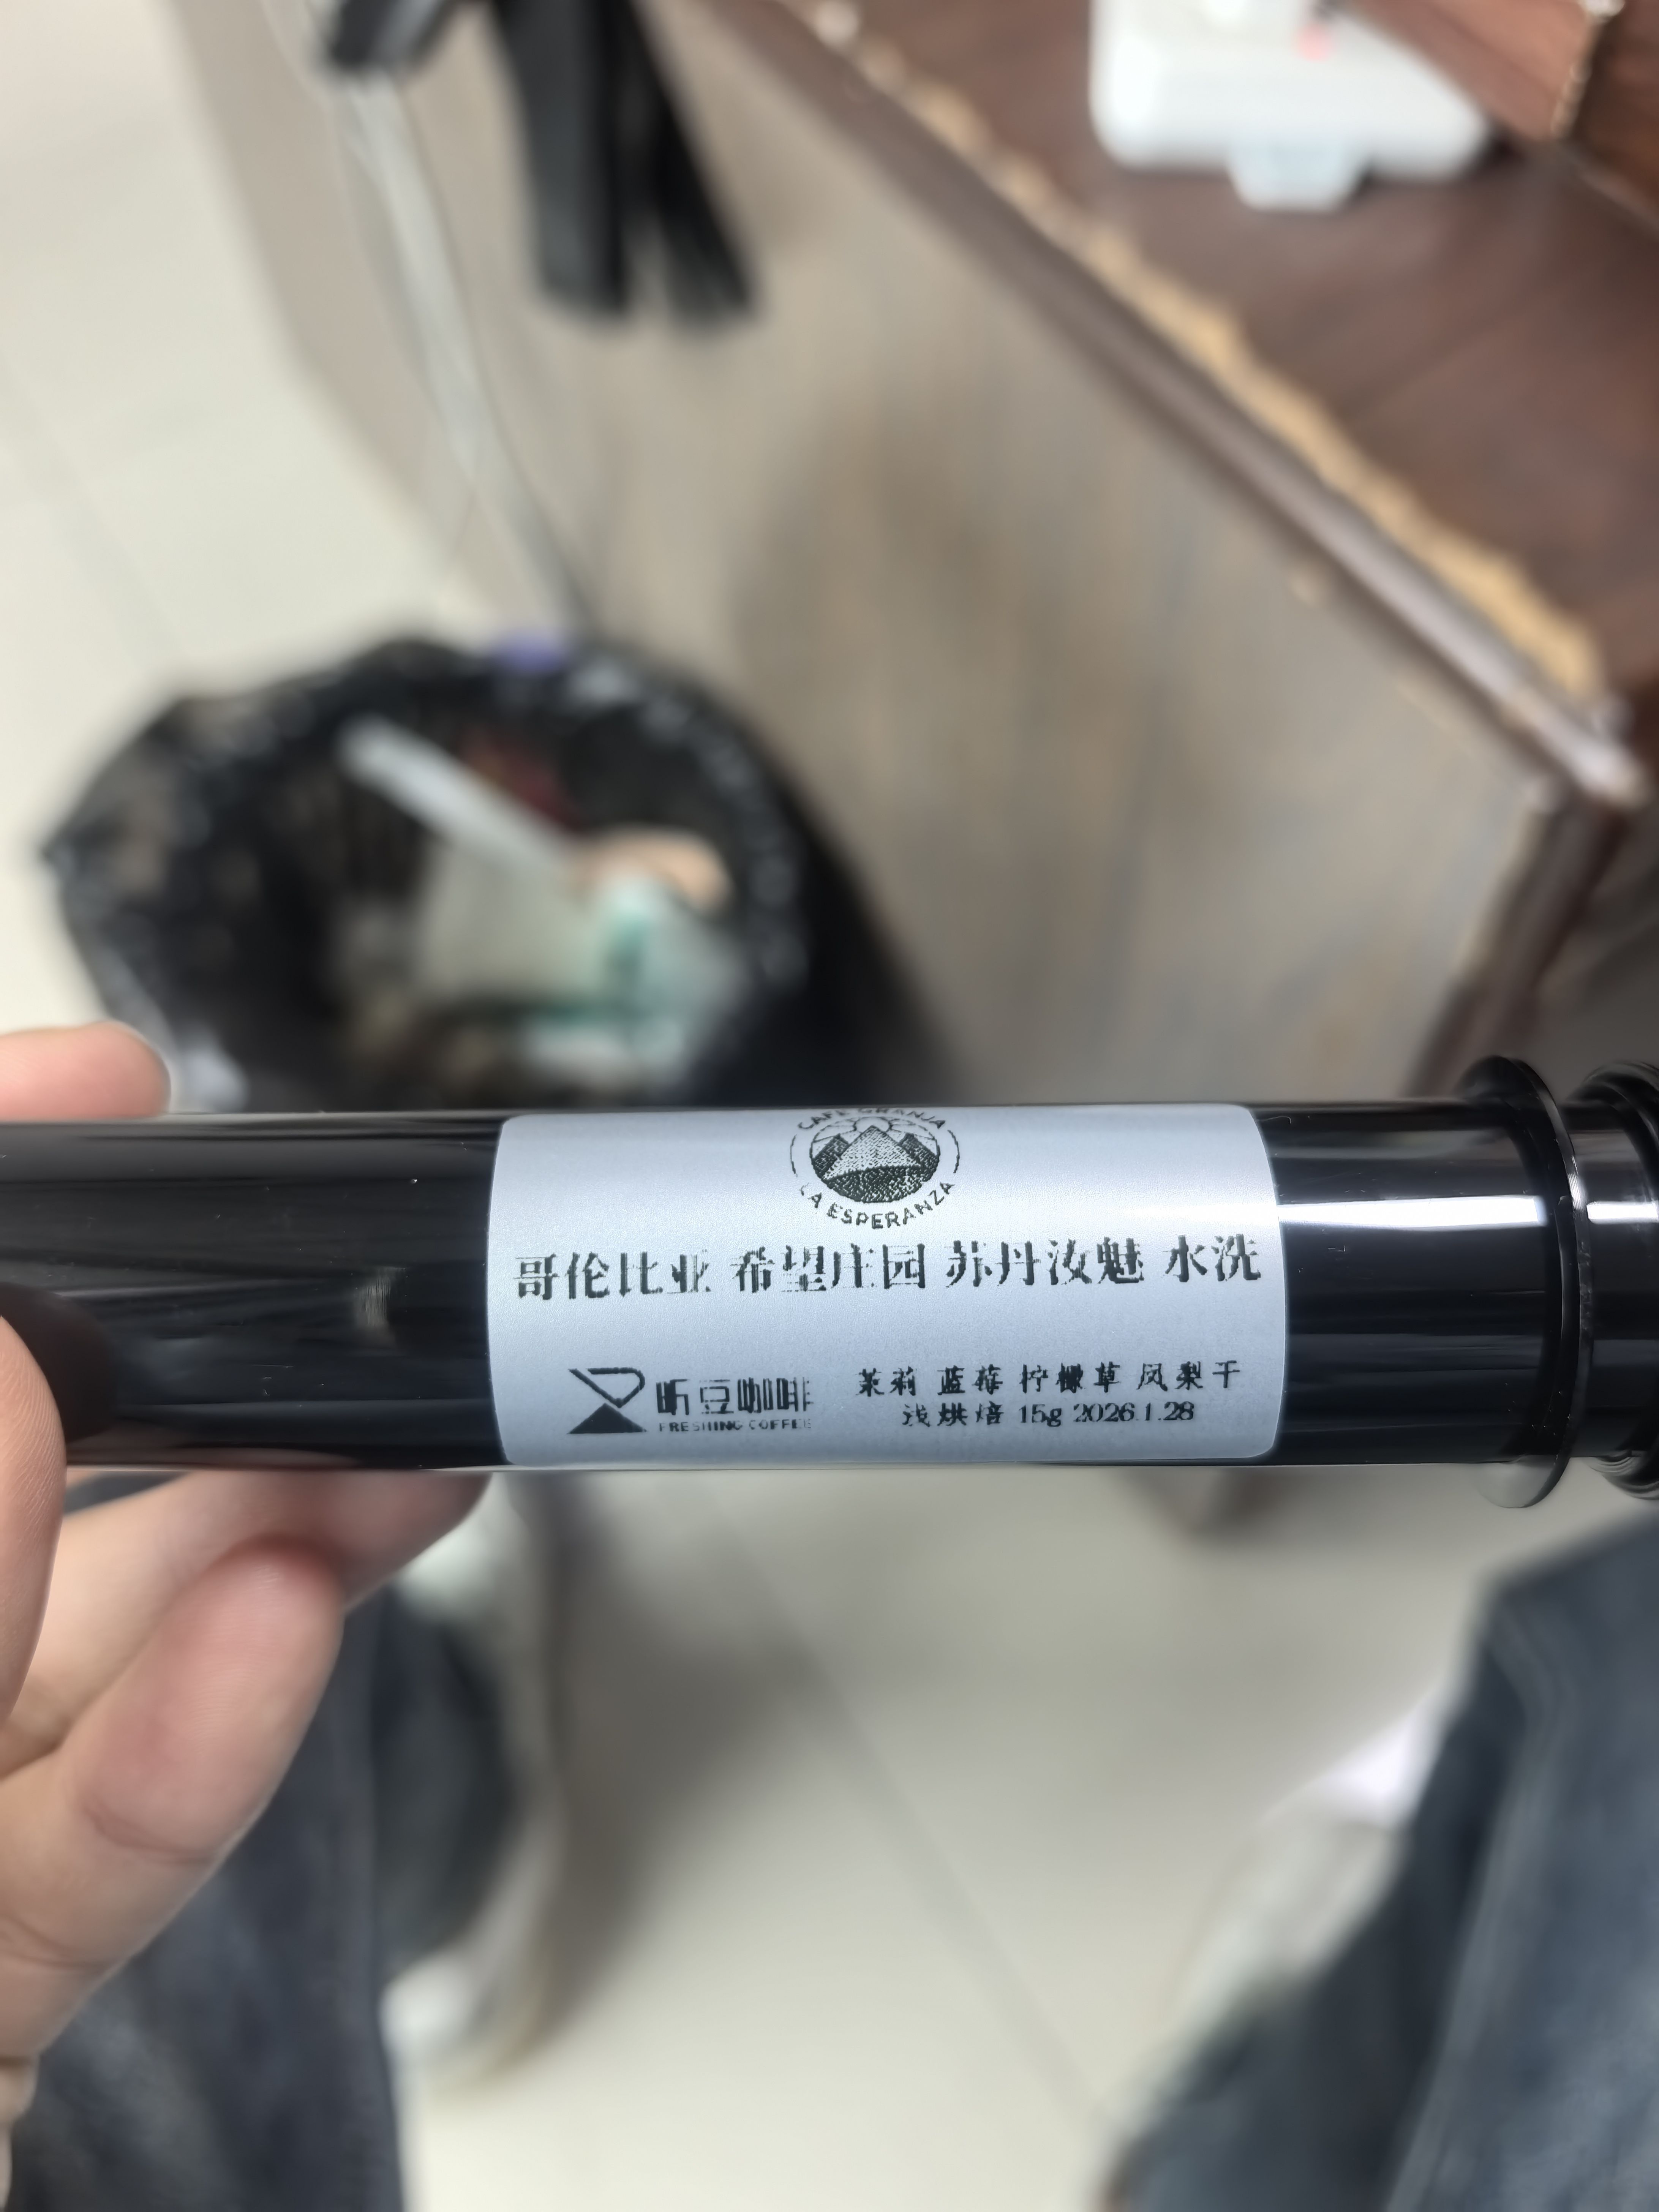 CAFÉ GRANJA
LA ESPERANZA
哥伦比亚 希望庄园 苏丹汝魅 水洗
昕豆咖啡
FRESHING COFFEE
茉莉 蓝莓 柠檬草 凤梨干
浅烘焙 15g 2026.1.28